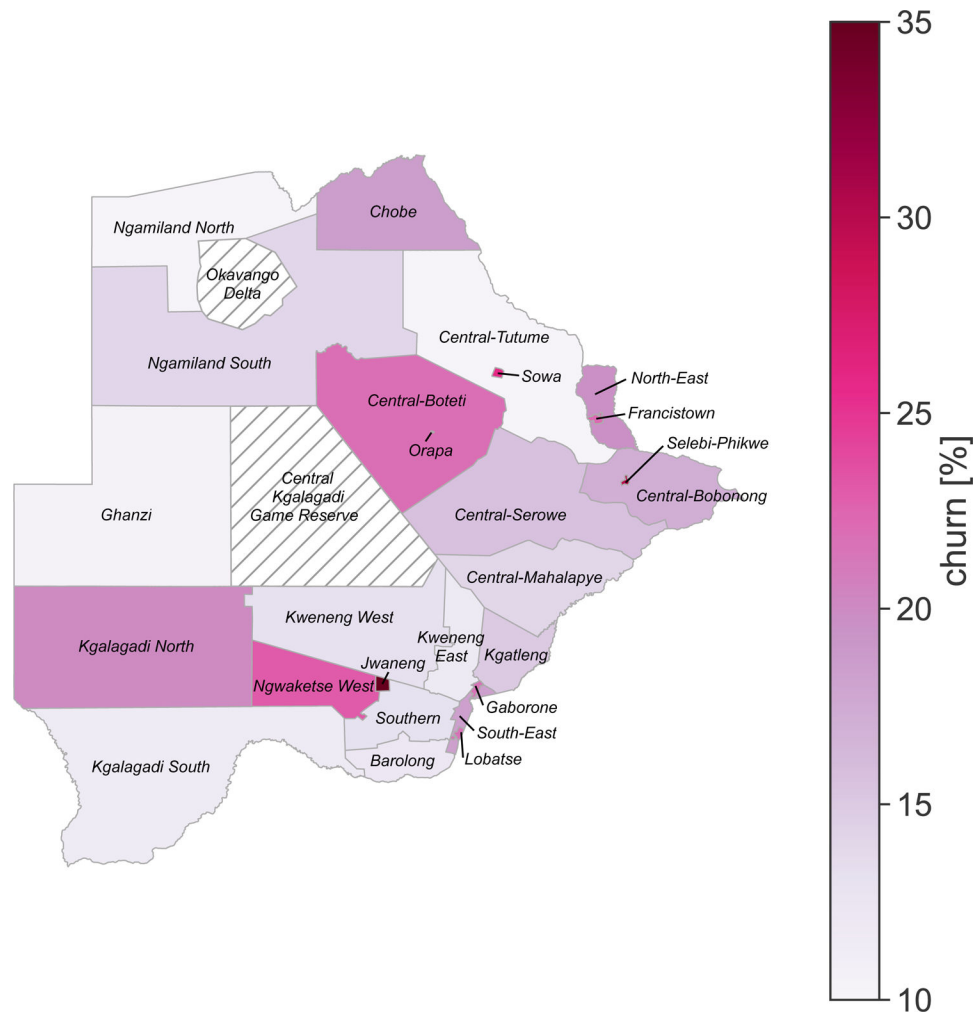 35
30
25
20
15
10
churn [%]
Chobe
Ngamiland North
Okavango
Delta
Central-Tutume
Ngamiland South
Sowa
North-East
Central-Boteti
Francistown
Selebi-Phikwe
Orapa
Central
Kgalagadi
Game Reserve
Central-Bobonong
Ghanzi
Central-Serowe
Central-Mahalapye
Kweneng West
Kweneng
East
Kgalagadi North
Kgatleng
Jwaneng
Ngwaketse West
Gaborone
Southern
South-East
Lobatse
Barolong
Kgalagadi South